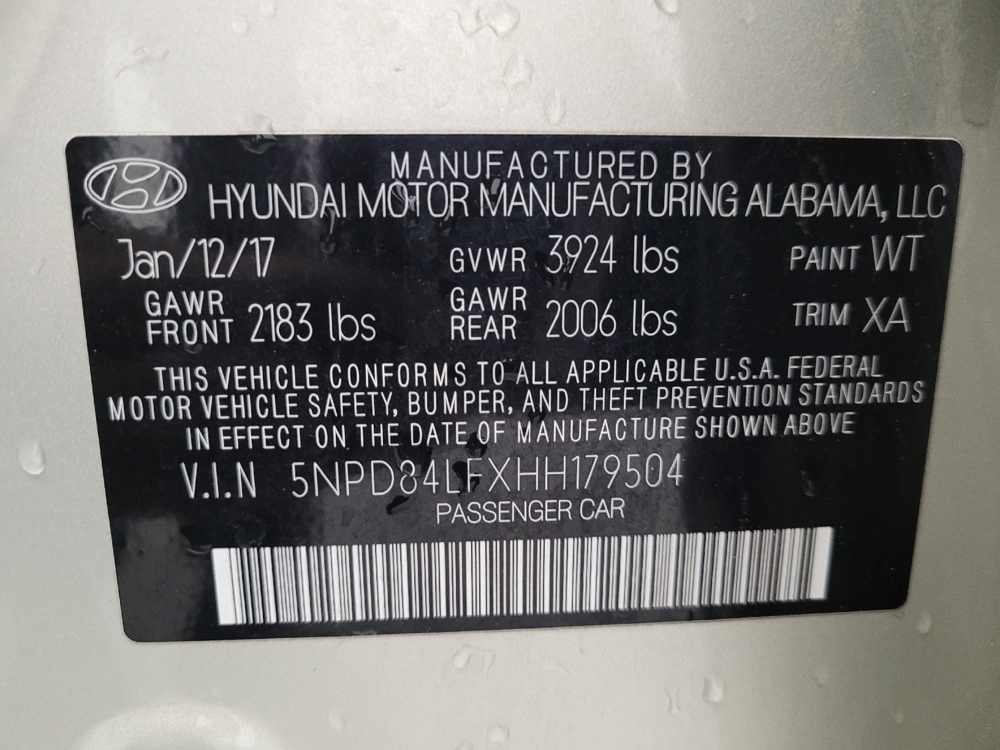 MANUFACTURED BY
HYUNDAI MOTOR MANUFACTURING ALABAMA, LLC
Jan/12/17 GVWR 3924 lbs PAINT WT
GAWR FRONT 2183 lbs GAWR REAR 2006 lbs TRIM XA
THIS VEHICLE CONFORMS TO ALL APPLICABLE U.S.A. FEDERAL
MOTOR VEHICLE SAFETY, BUMPER, AND THEFT PREVENTION STANDARDS
IN EFFECT ON THE DATE OF MANUFACTURE SHOWN ABOVE
V.I.N 5NPD84LFXHH179504
PASSENGER CAR